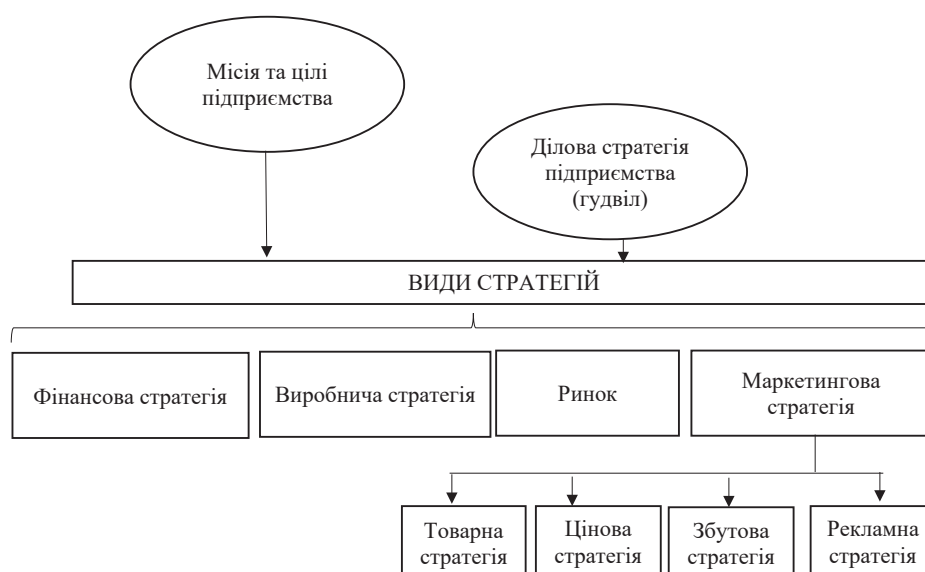 Місія та цілі
підприємства
Ділова стратегія
підприємства
(гудвіл)
ВИДИ СТРАТЕГІЙ
Фінансова стратегія
Виробнича стратегія
Ринок
Маркетингова
стратегія
Товарна
стратегія
Цінова
стратегія
Збутова
стратегія
Рекламна
стратегія